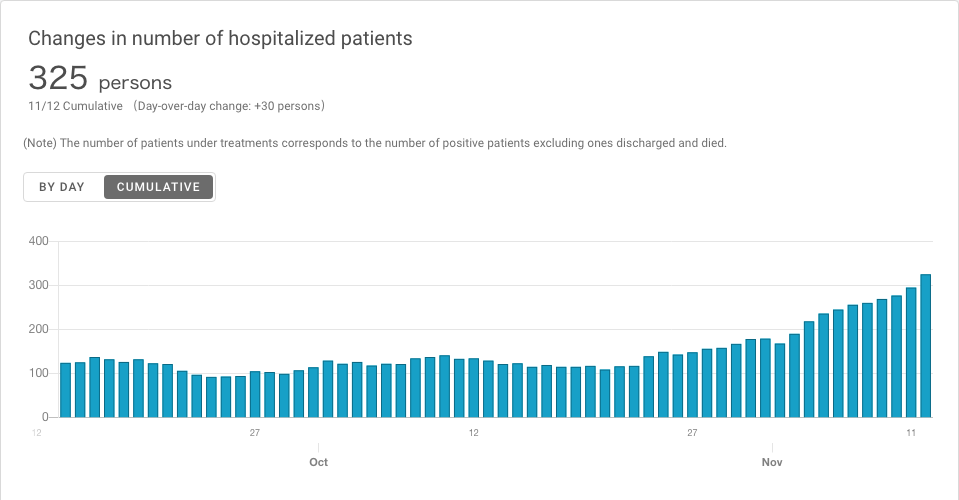 Changes in number of hospitalized patients
325 persons
11/12 Cumulative （Day-over-day change: +30 persons）
(Note) The number of patients under treatments corresponds to the number of positive patients excluding ones discharged and died.
BY DAY CUMULATIVE
400
300
200
100
0
12 27 12 27 11
Oct Nov